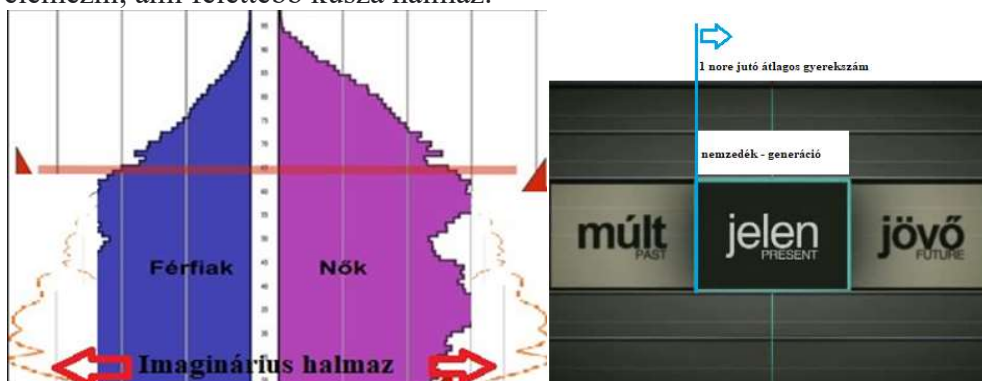 elemezni, ami felettébb kusza halmaz.
1 nore jutó átlagos gyerekszám
nemzedék - generáció
múlt
PAST
jelen
PRESENT
jövő
FUTURE
Férfiak
Nők
Imaginárius halmaz